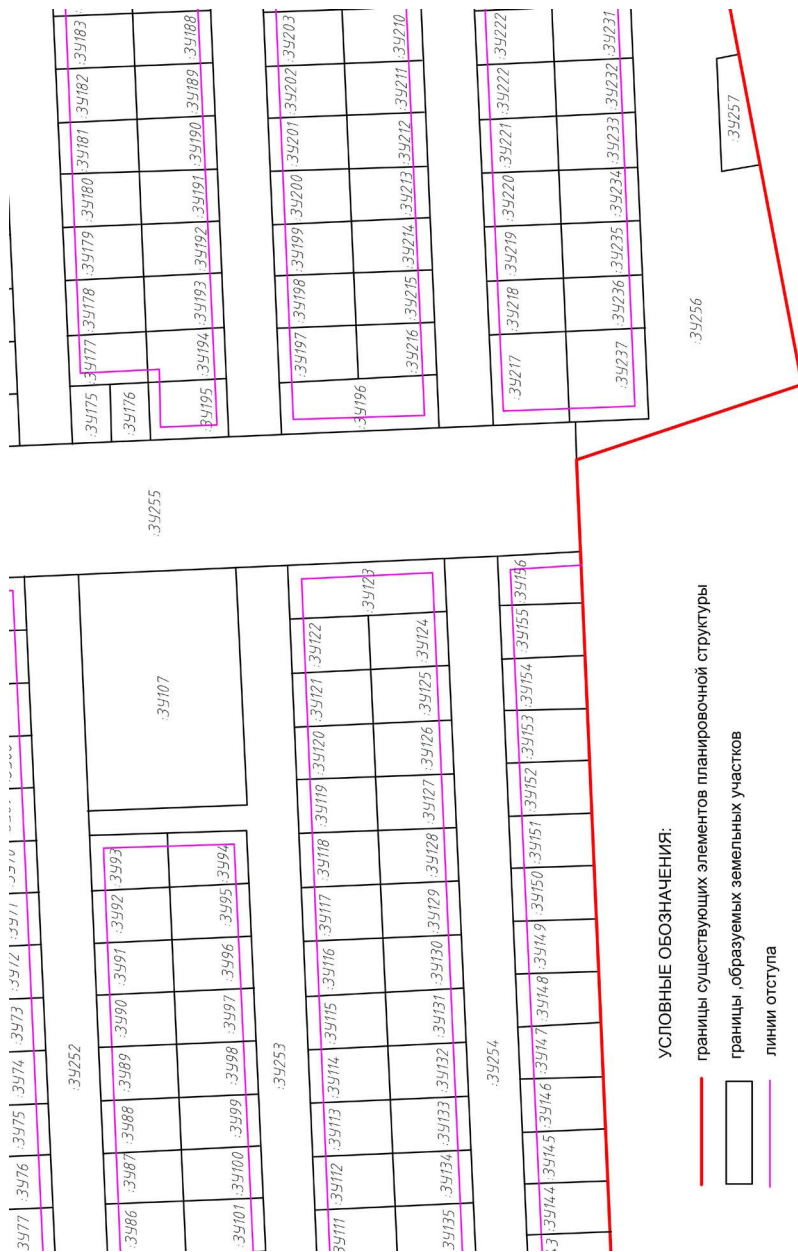 :ЗУ183
:ЗУ182
:ЗУ181
:ЗУ180
:ЗУ179
:ЗУ178
:ЗУ177
:ЗУ175
:ЗУ176
:ЗУ188
:ЗУ189
:ЗУ190
:ЗУ191
:ЗУ192
:ЗУ193
:ЗУ194
:ЗУ195
:ЗУ203
:ЗУ202
:ЗУ201
:ЗУ200
:ЗУ199
:ЗУ198
:ЗУ197
:ЗУ196
:ЗУ210
:ЗУ211
:ЗУ212
:ЗУ213
:ЗУ214
:ЗУ215
:ЗУ216
:ЗУ222
:ЗУ222
:ЗУ221
:ЗУ220
:ЗУ219
:ЗУ218
:ЗУ217
:ЗУ231
:ЗУ232
:ЗУ233
:ЗУ234
:ЗУ235
:ЗУ236
:ЗУ237
:ЗУ257
:ЗУ256
:ЗУ255
:ЗУ71
:ЗУ72
:ЗУ73
:ЗУ74
:ЗУ75
:ЗУ76
:ЗУ77
:ЗУ252
:ЗУ107
:ЗУ93
:ЗУ92
:ЗУ91
:ЗУ90
:ЗУ89
:ЗУ88
:ЗУ87
:ЗУ86
:ЗУ94
:ЗУ95
:ЗУ96
:ЗУ97
:ЗУ98
:ЗУ99
:ЗУ100
:ЗУ101
:ЗУ253
:ЗУ123
:ЗУ122
:ЗУ121
:ЗУ120
:ЗУ119
:ЗУ118
:ЗУ117
:ЗУ116
:ЗУ115
:ЗУ114
:ЗУ113
:ЗУ112
:ЗУ111
:ЗУ124
:ЗУ125
:ЗУ126
:ЗУ127
:ЗУ128
:ЗУ129
:ЗУ130
:ЗУ131
:ЗУ132
:ЗУ133
:ЗУ134
:ЗУ135
:ЗУ254
:ЗУ156
:ЗУ155
:ЗУ154
:ЗУ153
:ЗУ152
:ЗУ151
:ЗУ150
:ЗУ149
:ЗУ148
:ЗУ147
:ЗУ146
:ЗУ145
:ЗУ144
УСЛОВНЫЕ ОБОЗНАЧЕНИЯ:
границы существующих элементов планировочной структуры
границы ,образуемых земельных участков
линии отступа